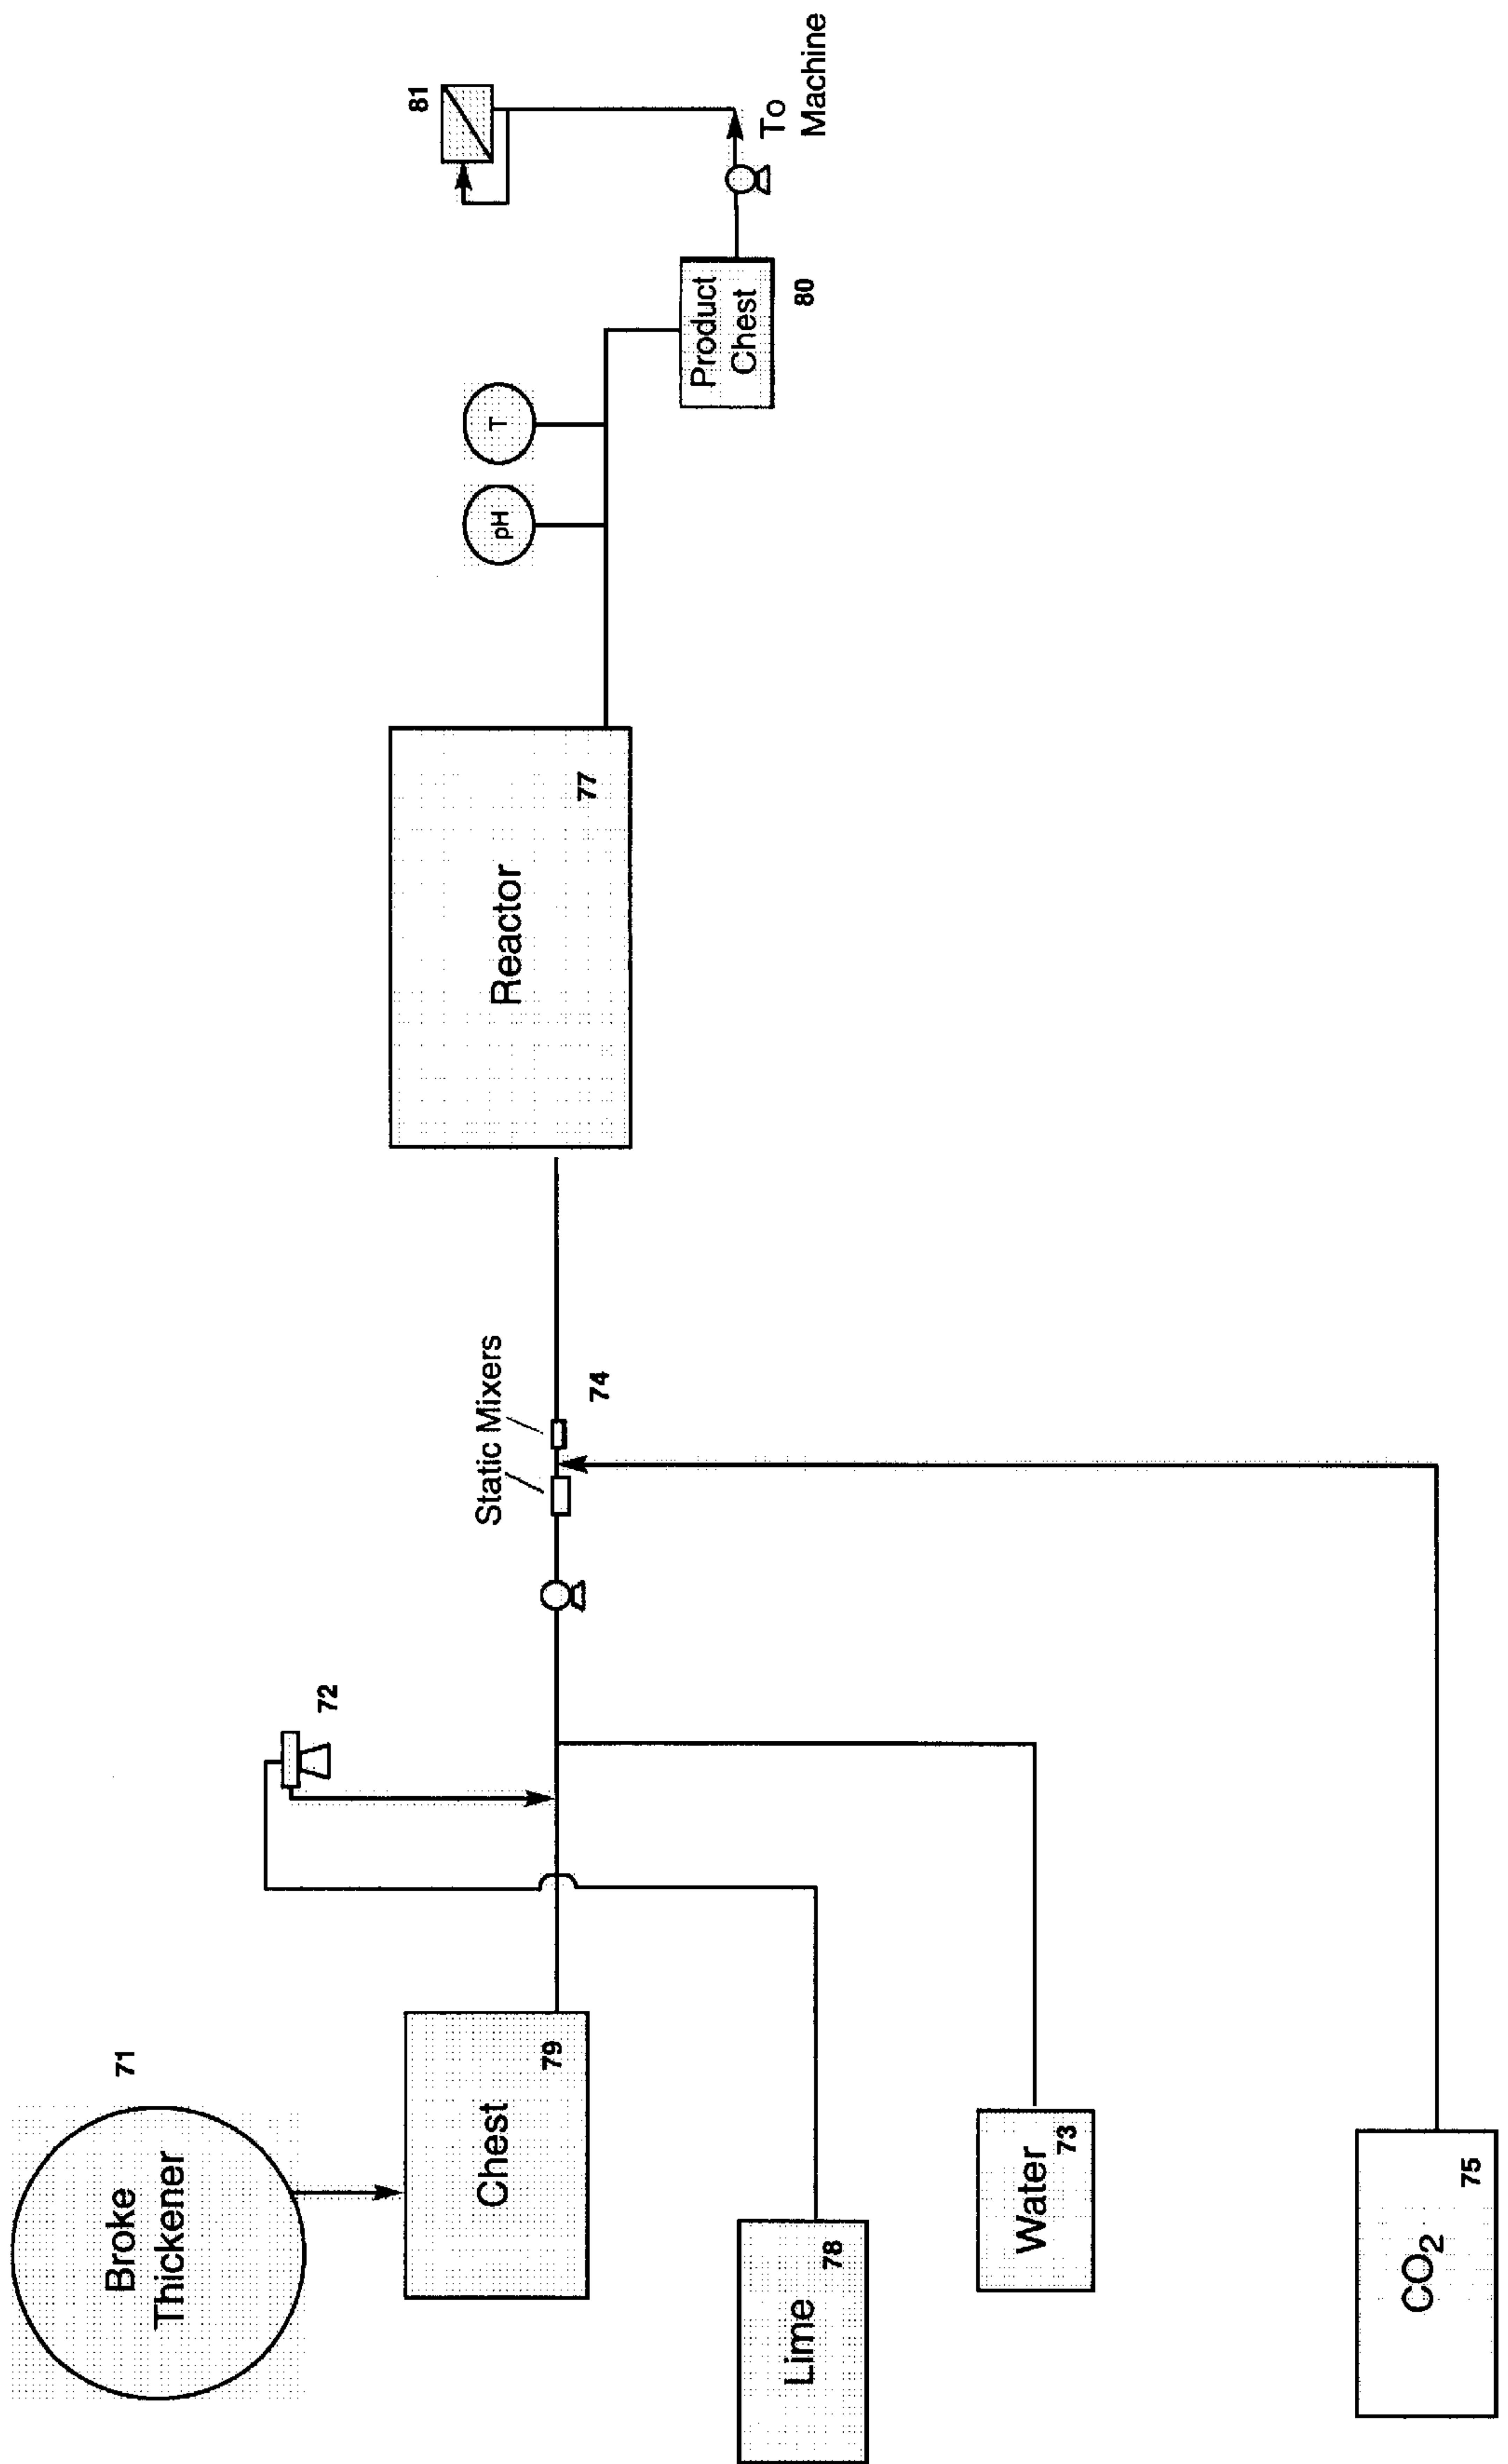 Broke
Thickener
71
Chest
79
Lime
78
Water
73
CO₂
75
72
Static Mixers
74
Reactor
77
pH
T
Product
Chest
80
81
To
Machine